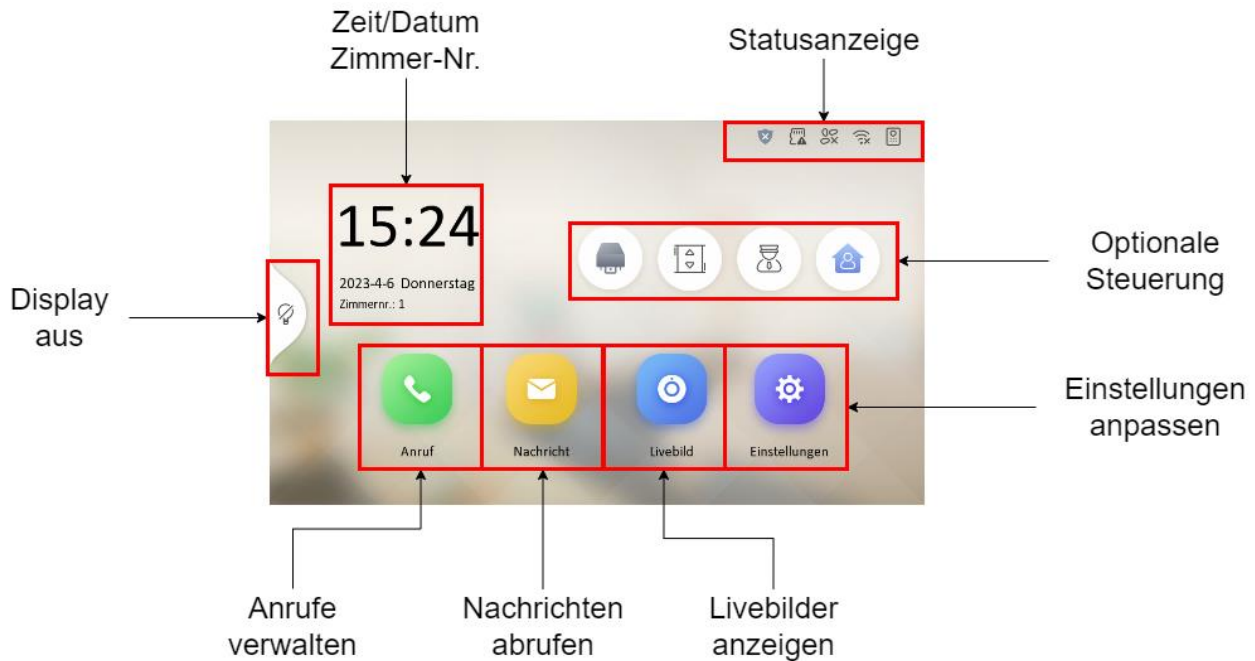 Zeit/Datum
Zimmer-Nr.
Statusanzeige
15:24
2023-4-6 Donnerstag
Zimmernr.: 1
Optionale
Steuerung
Display
aus
Einstellungen
anpassen
Anruf
Nachricht
Livebild
Einstellungen
Anrufe
verwalten
Nachrichten
abrufen
Livebilder
anzeigen